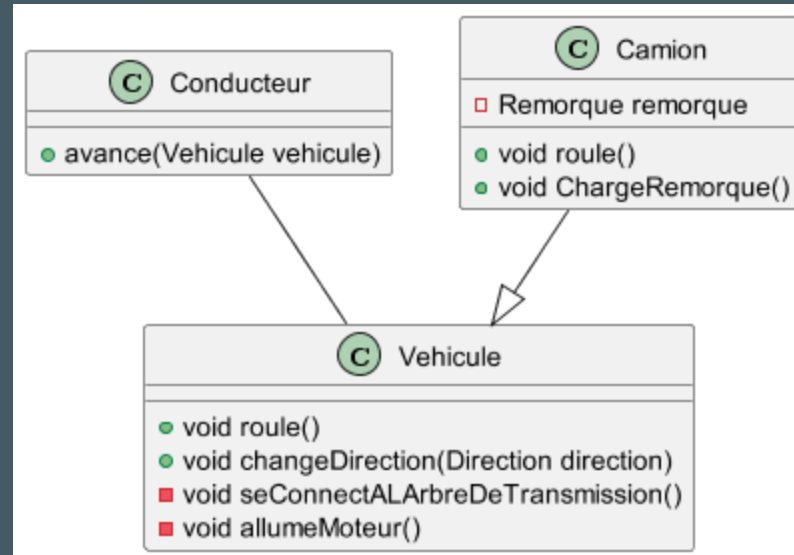 C Conducteur
avance(Vehicule vehicule)
C Camion
Remorque remorque
void roule()
void ChargeRemorque()
C Vehicule
void roule()
void changeDirection(Direction direction)
void seConnectALArbreDeTransmission()
void allumeMoteur()